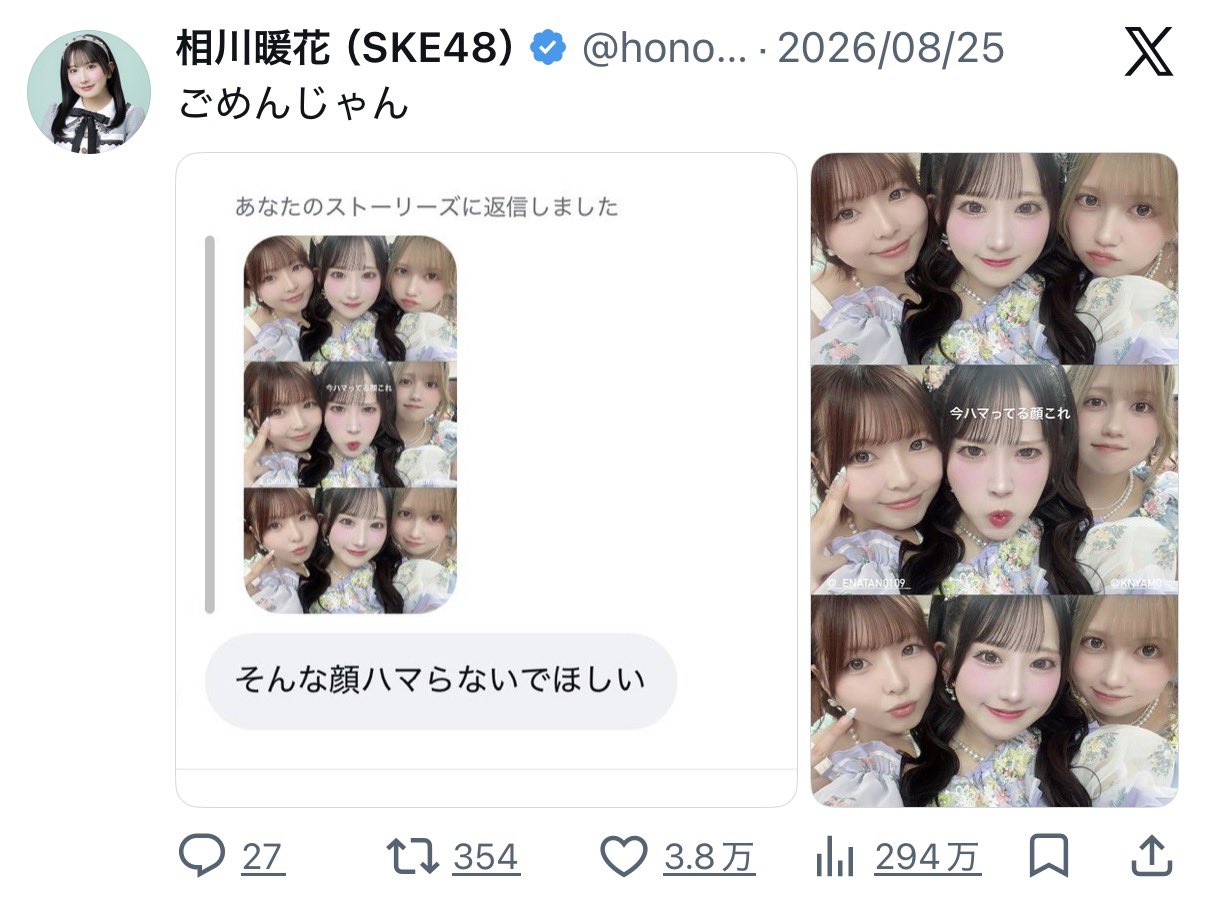 相川暖花（SKE48） @hono... · 2026/08/25
ごめんじゃん
あなたのストーリーズに返信しました
今ハマってる顔これ
そんな顔ハマらないでほしい
今ハマってる顔これ
@_ENATAN0109_
@KNYAM0
27 354 3.8万 294万